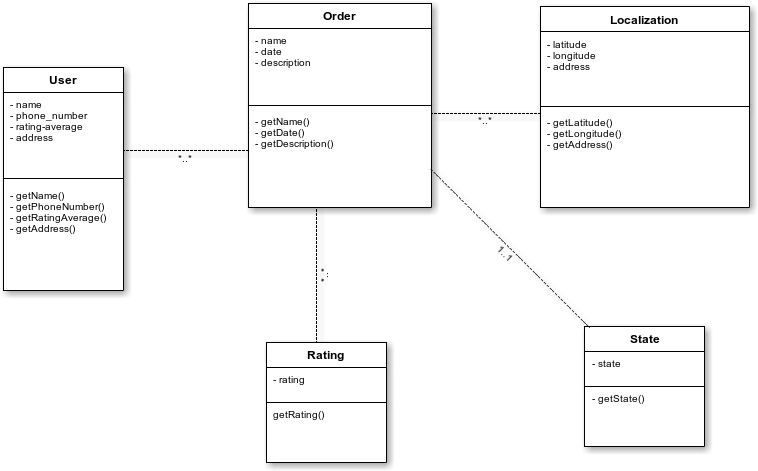 User
- name
- phone_number
- rating-average
- address
- getName()
- getPhoneNumber()
- getRatingAverage()
- getAddress()
*..*
Order
- name
- date
- description
- getName()
- getDate()
- getDescription()
*..*
Localization
- latitude
- longitude
- address
- getLatitude()
- getLongitude()
- getAddress()
*..
*
1..1
Rating
- rating
getRating()
State
- state
- getState()